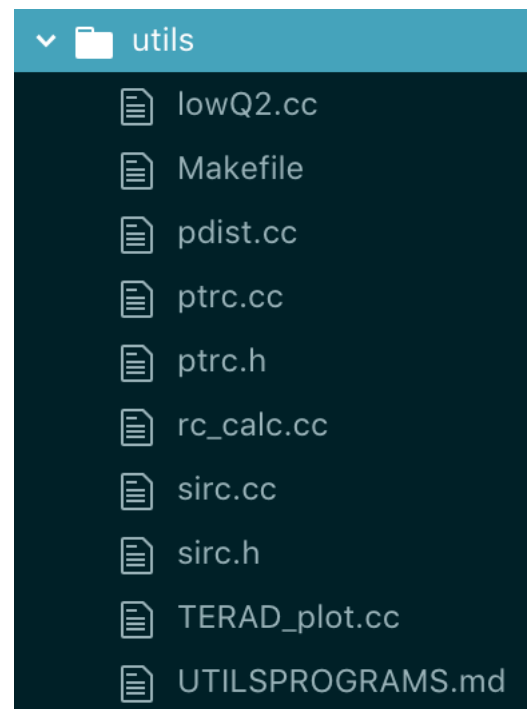 utils
lowQ2.cc
Makefile
pdist.cc
ptrc.cc
ptrc.h
rc_calc.cc
sirc.cc
sirc.h
TERAD_plot.cc
UTILSPROGRAMS.md